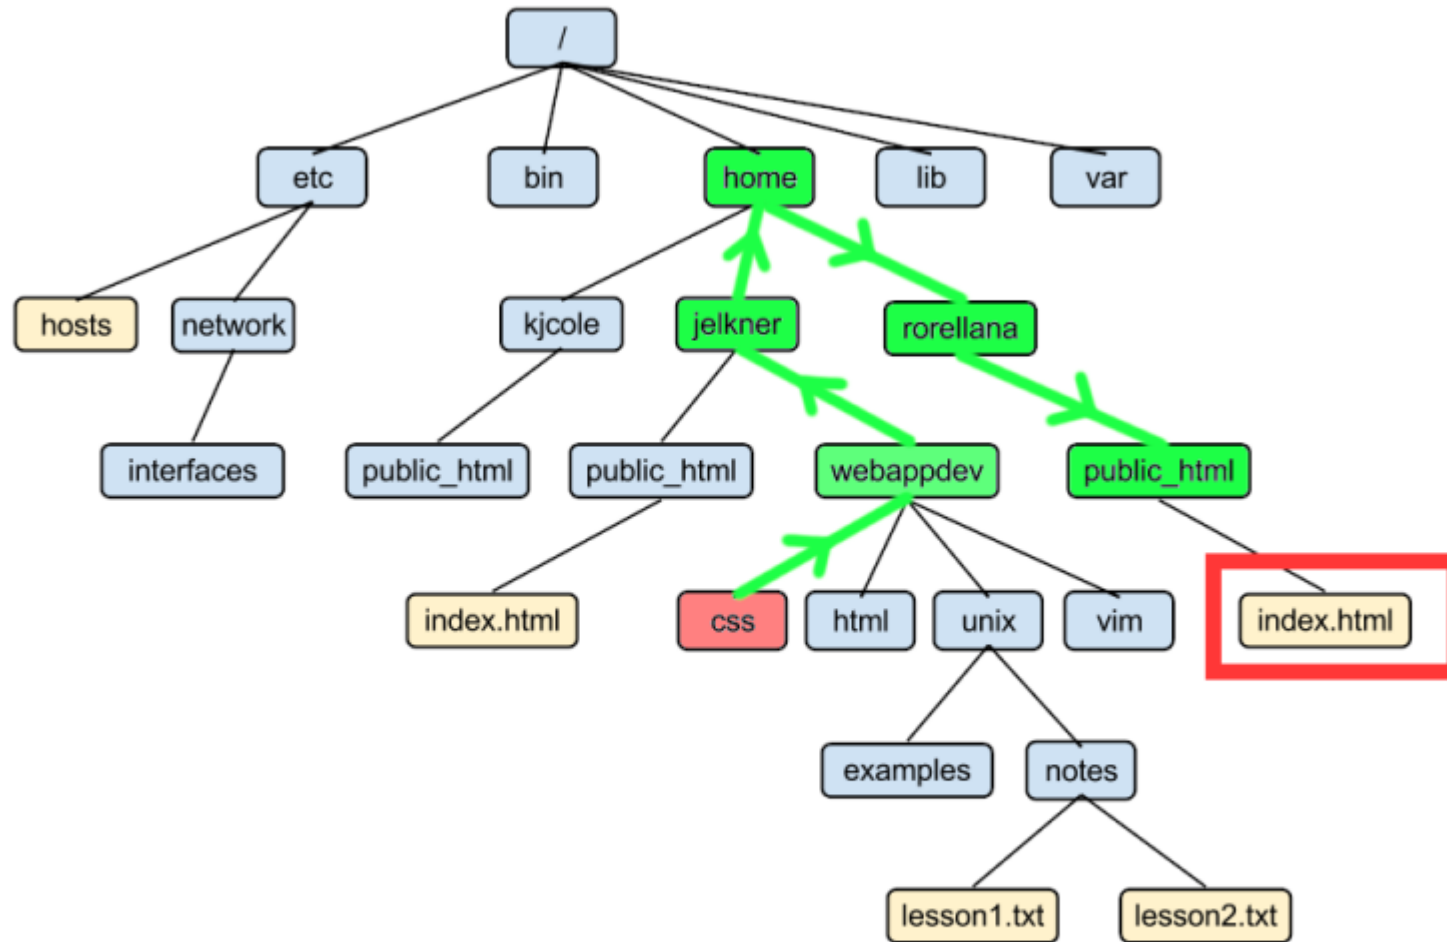 /
etc
bin
home
lib
var
hosts
network
kjcole
jelkner
rorellana
interfaces
public_html
public_html
webappdev
public_html
index.html
css
html
unix
vim
index.html
examples
notes
lesson1.txt
lesson2.txt